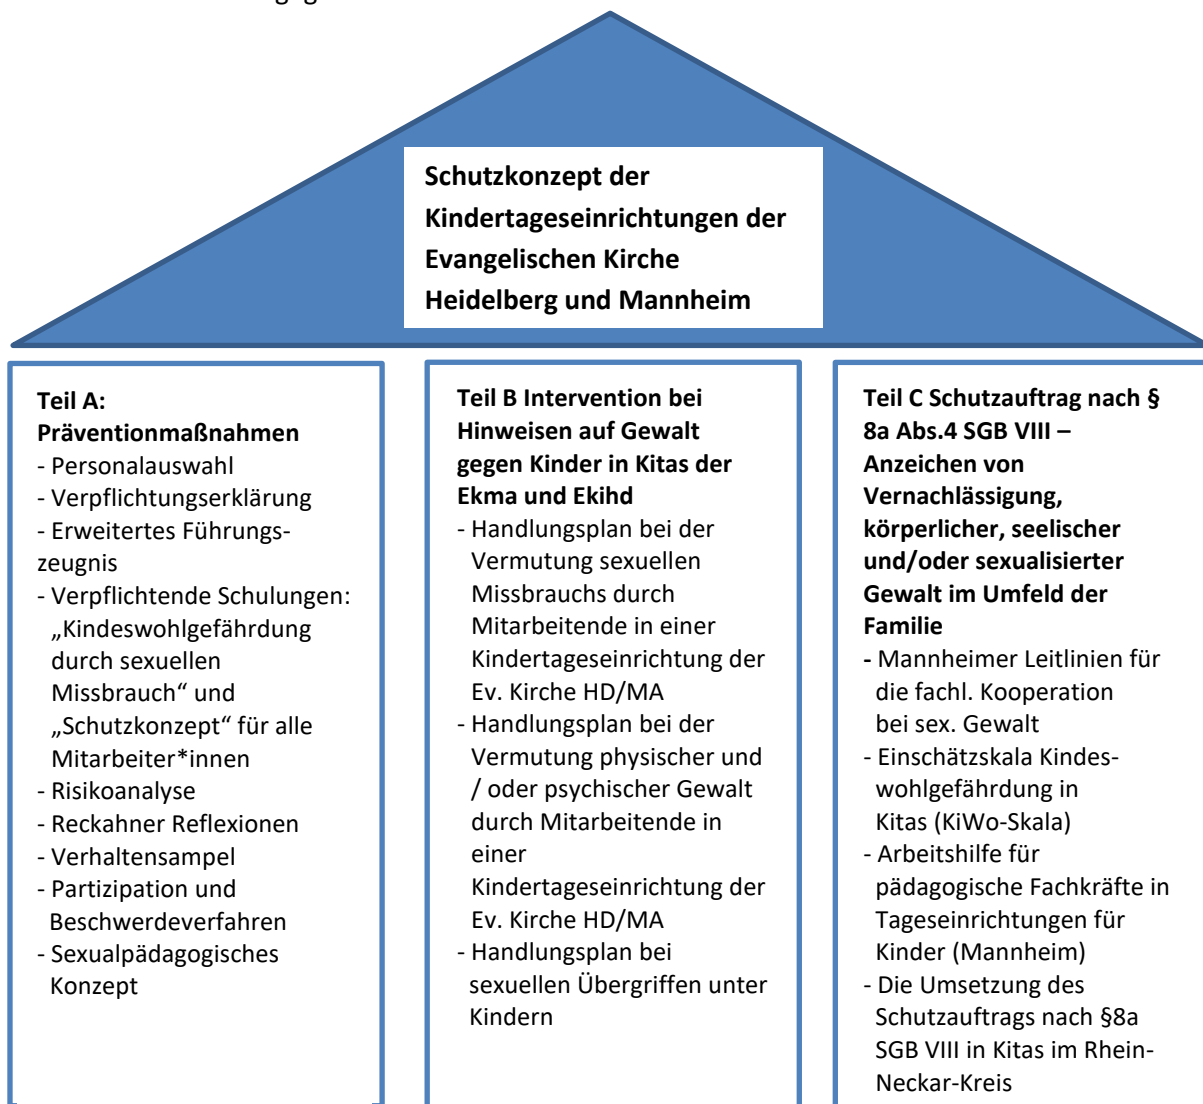 Schutzkonzept der
Kindertageseinrichtungen der
Evangelischen Kirche
Heidelberg und Mannheim
Teil A:
Präventionmaßnahmen
- Personalauswahl
- Verpflichtungserklärung
- Erweitertes Führungs-
zeugnis
- Verpflichtende Schulungen:
„Kindeswohlgefährdung
durch sexuellen
Missbrauch“ und
„Schutzkonzept“ für alle
Mitarbeiter*innen
- Risikoanalyse
- Reckahner Reflexionen
- Verhaltensampel
- Partizipation und
Beschwerdeverfahren
- Sexualpädagogisches
Konzept
Teil B Intervention bei
Hinweisen auf Gewalt
gegen Kinder in Kitas der
Ekma und Ekihd
- Handlungsplan bei der
Vermutung sexuellen
Missbrauchs durch
Mitarbeitende in einer
Kindertageseinrichtung der
Ev. Kirche HD/MA
- Handlungsplan bei der
Vermutung physischer und
/ oder psychischer Gewalt
durch Mitarbeitende in
einer
Kindertageseinrichtung der
Ev. Kirche HD/MA
- Handlungsplan bei
sexuellen Übergriffen unter
Kindern
Teil C Schutzauftrag nach §
8a Abs.4 SGB VIII –
Anzeichen von
Vernachlässigung,
körperlicher, seelischer
und/oder sexualisierter
Gewalt im Umfeld der
Familie
- Mannheimer Leitlinien für
die fachl. Kooperation
bei sex. Gewalt
- Einschätzskala Kindes-
wohlgefährdung in
Kitas (KiWo-Skala)
- Arbeitshilfe für
pädagogische Fachkräfte in
Tageseinrichtungen für
Kinder (Mannheim)
- Die Umsetzung des
Schutzauftrags nach §8a
SGB VIII in Kitas im Rhein-
Neckar-Kreis